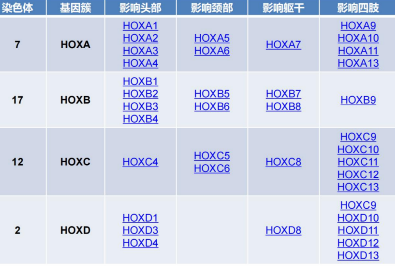 染色体 基因簇 影响头部 影响颈部 影响躯干 影响四肢
7 HOXA
HOXA1
HOXA2
HOXA3
HOXA4
HOXA5
HOXA6
HOXA7
HOXA9
HOXA10
HOXA11
HOXA13
17 HOXB
HOXB1
HOXB2
HOXB3
HOXB4
HOXB5
HOXB6
HOXB7
HOXB8
HOXB9
12 HOXC
HOXC4
HOXC5
HOXC6
HOXC8
HOXC9
HOXC10
HOXC11
HOXC12
HOXC13
2 HOXD
HOXD1
HOXD3
HOXD4
HOXD8
HOXC9
HOXD10
HOXD11
HOXD12
HOXD13